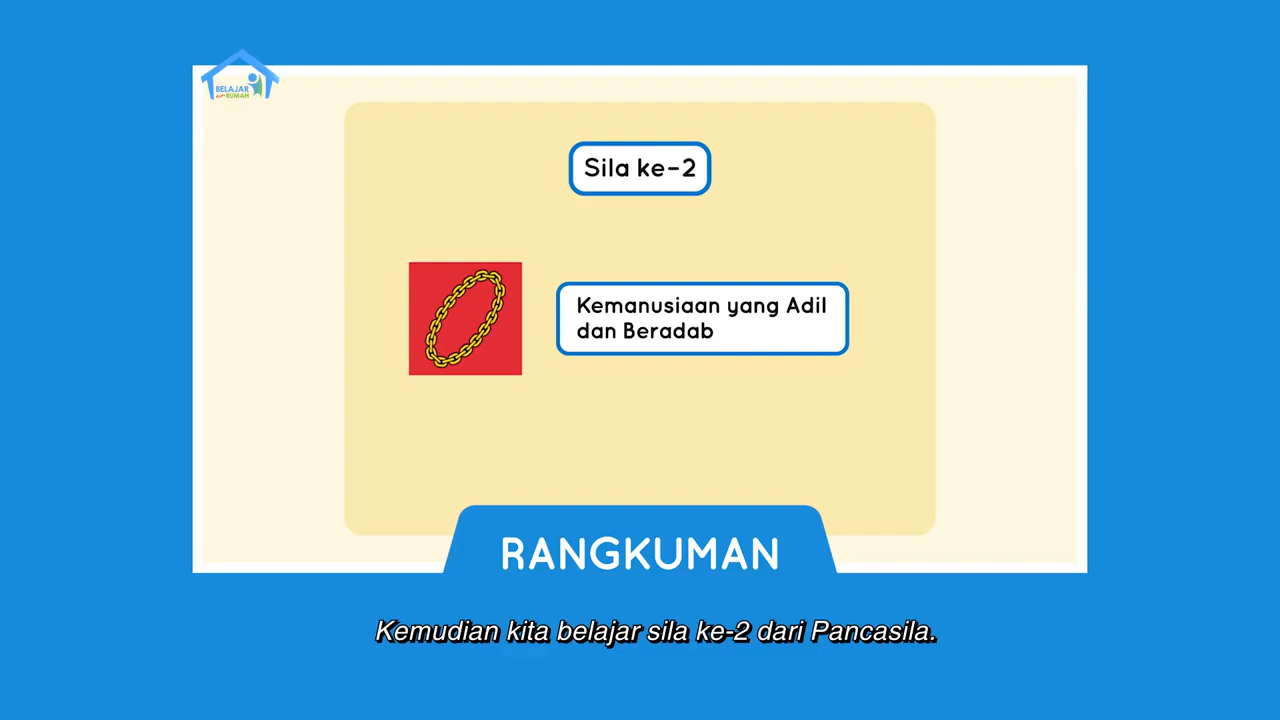 BELAJAR
dari RUMAH
Sila ke-2
Kemanusiaan yang Adil
dan Beradab
RANGKUMAN
Kemudian kita belajar sila ke-2 dari Pancasila.